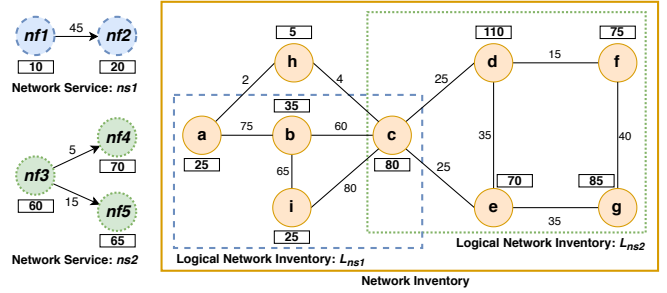 nf1
45
nf2
10
20
Network Service: ns1
nf3
5
15
nf4
70
60
nf5
65
Network Service: ns2
5
h
2
4
35
a
75
b
60
c
25
80
65
80
i
25
Logical Network Inventory: Lns1
110
75
d
15
f
25
35
40
25
70
85
e
35
g
Logical Network Inventory: Lns2
Network Inventory